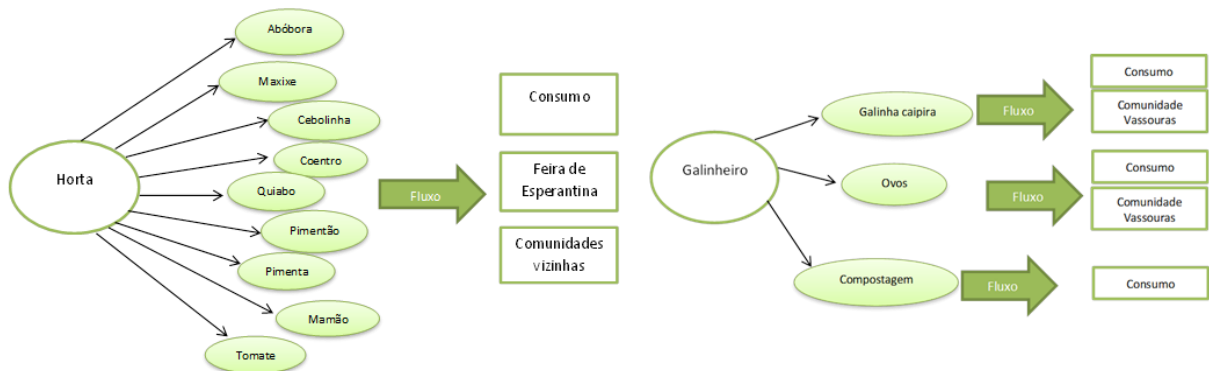 Horta
Abóbora
Maxixe
Cebolinha
Coentro
Quiabo
Pimentão
Pimenta
Mamão
Tomate
Fluxo
Consumo
Feira de
Esperantina
Comunidades
vizinhas
Galinheiro
Galinha caipira
Fluxo
Consumo
Comunidade
Vassouras
Ovos
Fluxo
Consumo
Comunidade
Vassouras
Compostagem
Fluxo
Consumo